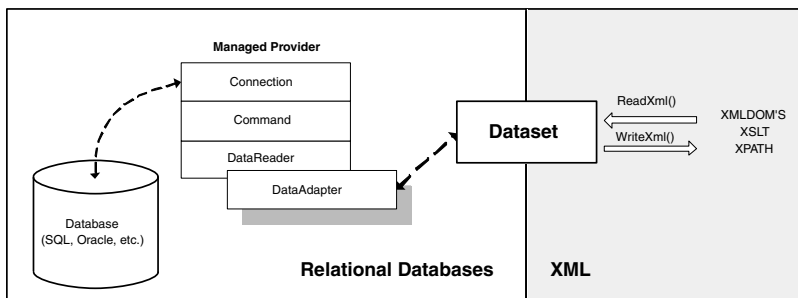 Managed Provider
Connection
Command
DataReader
DataAdapter
Database
(SQL, Oracle, etc.)
Dataset
ReadXml()
WriteXml()
XMLDOM'S
XSLT
XPATH
Relational Databases
XML